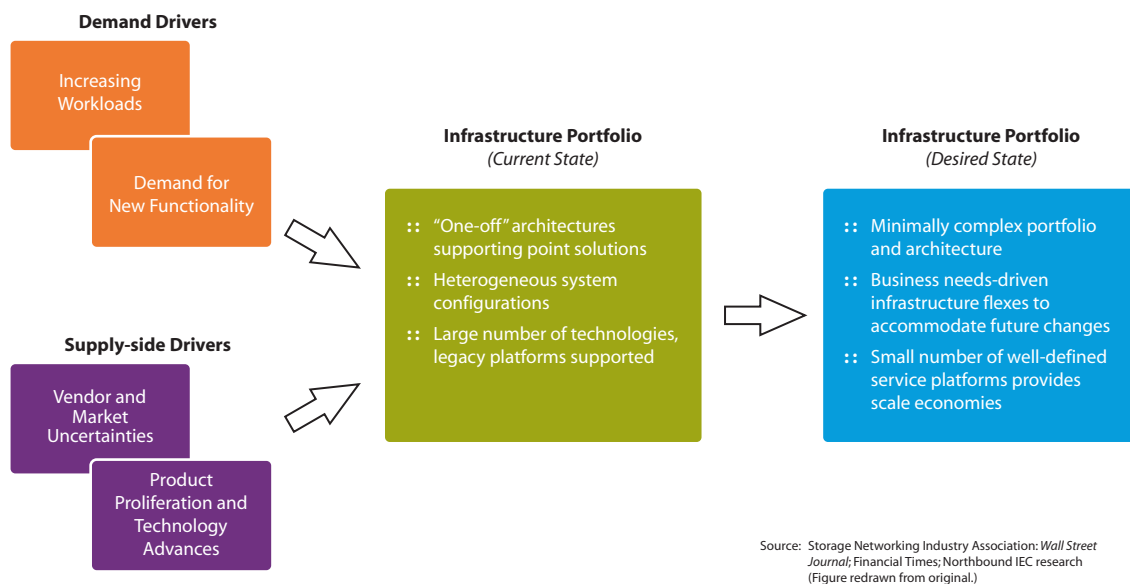 Demand Drivers
Increasing
Workloads
Demand for
New Functionality
Supply-side Drivers
Vendor and
Market
Uncertainties
Product
Proliferation and
Technology
Advances
Infrastructure Portfolio
(Current State)
:: “One-off” architectures
supporting point solutions
:: Heterogeneous system
configurations
:: Large number of technologies,
legacy platforms supported
Infrastructure Portfolio
(Desired State)
:: Minimally complex portfolio
and architecture
:: Business needs-driven
infrastructure flexes to
accommodate future changes
:: Small number of well-defined
service platforms provides
scale economies
Source: Storage Networking Industry Association: Wall Street
Journal; Financial Times; Northbound IEC research
(Figure redrawn from original.)